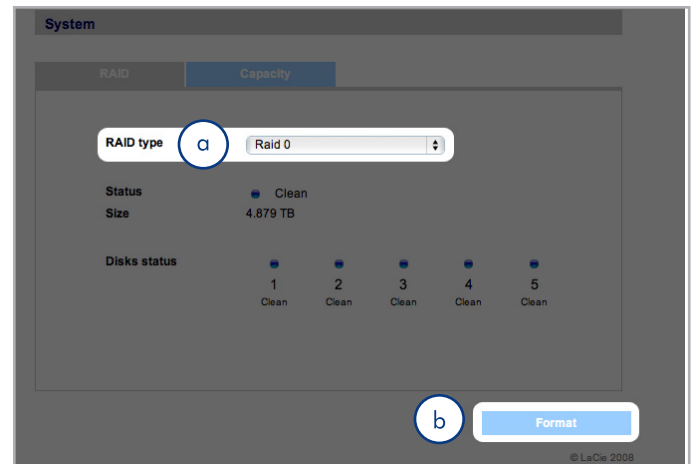 System
RAID Capacity
RAID type a Raid 0
Status Clean
Size 4.879 TB
Disks status
1 2 3 4 5
Clean Clean Clean Clean Clean
b Format
© LaCie 2008